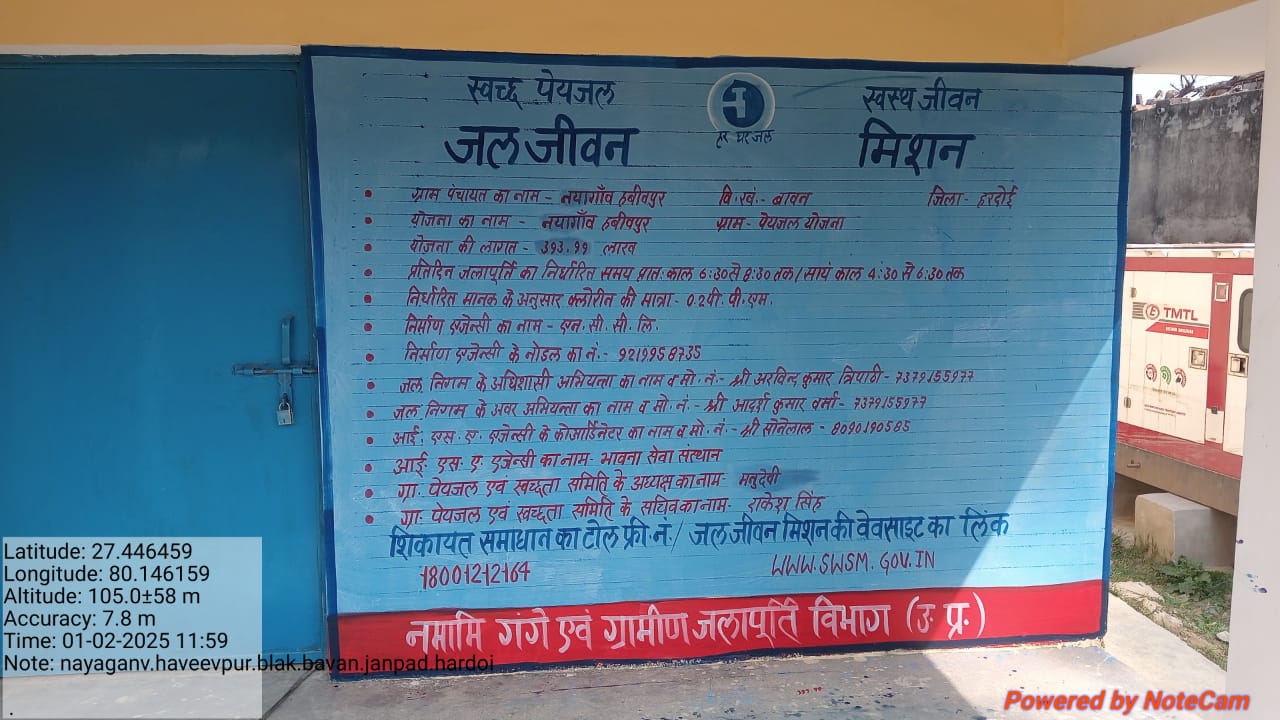 स्वच्छ पेयजल
स्वस्थ जीवन
हर घर जल
जल जीवन मिशन
• ग्राम पंचायत का नाम - नयागाँव हबीवपुर वि.खं.- बावन जिला- हरदोई
• योजना का नाम - नयागाँव हबीवपुर ग्राम- पेयजल योजना
• योजना की लागत - 393.99 लाख
• प्रतिदिन जलापूर्ति का निर्धारित समय प्रातः काल 6:30 से 8:30 तक / सायं काल 4:30 से 6:30 तक
• निर्धारित मानक के अनुसार क्लोरीन की मात्रा- 0.2 पी. पी. एम.
• निर्माण एजेन्सी का नाम - एन. सी. सी. लि.
• निर्माण एजेन्सी के नोडल का नं.- 9219958735
• जल निगम के अधिशासी अभियन्ता का नाम व मो. नं.- श्री अरविन्द कुमार त्रिपाठी- 7379155977
• जल निगम के अवर अभियन्ता का नाम व मो. नं.- श्री आदर्श कुमार वर्मा- 7379155977
• आई. एस. ए. एजेन्सी के कोआर्डिनेटर का नाम व मो. नं.- श्री सोनेलाल - 8090190585
• आई. एस. ए. एजेन्सी का नाम- भावना सेवा संस्थान
• ग्रा. पेयजल एवं स्वच्छता समिति के अध्यक्ष का नाम- मनुदेवी
• ग्रा. पेयजल एवं स्वच्छता समिति के सचिव का नाम- राकेश सिंह
शिकायत समाधान का टोल फ्री नं./ जल जीवन मिशन की वेवसाइट का लिंक
18001212164 WWW.SWSM.GOV.IN
नमामि गंगे एवं ग्रामीण जलापूर्ति विभाग (उ. प्र.)
TMTL
Latitude: 27.446459
Longitude: 80.146159
Altitude: 105.0±58 m
Accuracy: 7.8 m
Time: 01-02-2025 11:59
Note: nayaganv.haveevpur.blak.bavan.janpad.hardoi
.
Powered by NoteCam